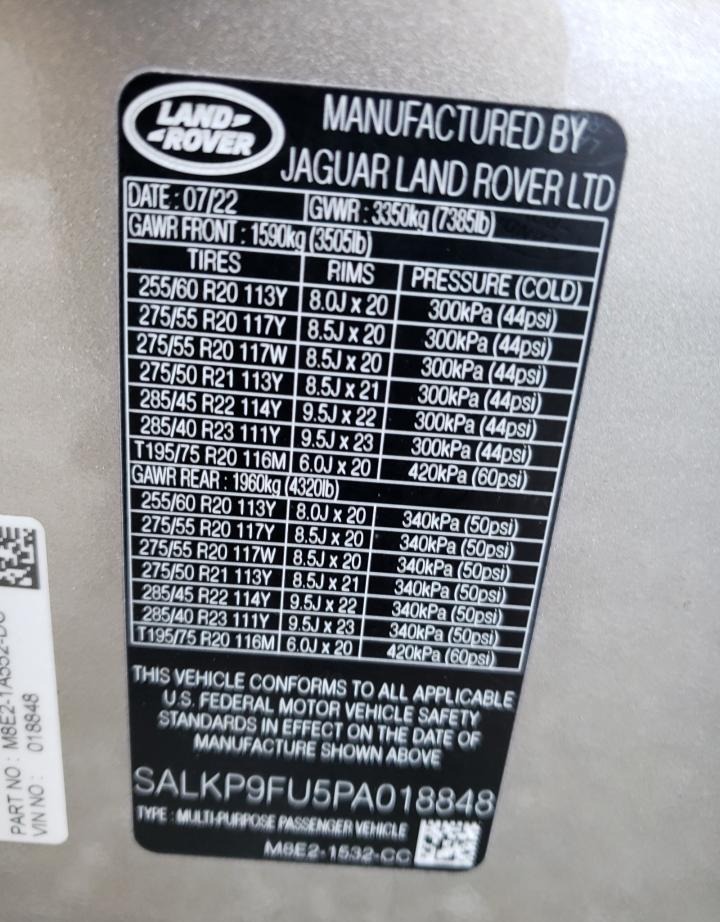 LAND-
-ROVER
MANUFACTURED BY
JAGUAR LAND ROVER LTD
DATE : 07/22 GVWR : 3350kg (7385lb)
GAWR FRONT : 1590kg (3505lb)
TIRES RIMS PRESSURE (COLD)
255/60 R20 113Y 8.0J x 20 300kPa (44psi)
275/55 R20 117Y 8.5J x 20 300kPa (44psi)
275/55 R20 117W 8.5J x 20 300kPa (44psi)
275/50 R21 113Y 8.5J x 21 300kPa (44psi)
285/45 R22 114Y 9.5J x 22 300kPa (44psi)
285/40 R23 111Y 9.5J x 23 300kPa (44psi)
T195/75 R20 116M 6.0J x 20 420kPa (60psi)
GAWR REAR : 1960kg (4320lb)
255/60 R20 113Y 8.0J x 20 340kPa (50psi)
275/55 R20 117Y 8.5J x 20 340kPa (50psi)
275/55 R20 117W 8.5J x 20 340kPa (50psi)
275/50 R21 113Y 8.5J x 21 340kPa (50psi)
285/45 R22 114Y 9.5J x 22 340kPa (50psi)
285/40 R23 111Y 9.5J x 23 340kPa (50psi)
T195/75 R20 116M 6.0J x 20 420kPa (60psi)
THIS VEHICLE CONFORMS TO ALL APPLICABLE
U.S. FEDERAL MOTOR VEHICLE SAFETY
STANDARDS IN EFFECT ON THE DATE OF
MANUFACTURE SHOWN ABOVE
SALKP9FU5PA018848
TYPE : MULTI-PURPOSE PASSENGER VEHICLE
M8E2-1532-CC
PART NO :
VIN NO : 018848